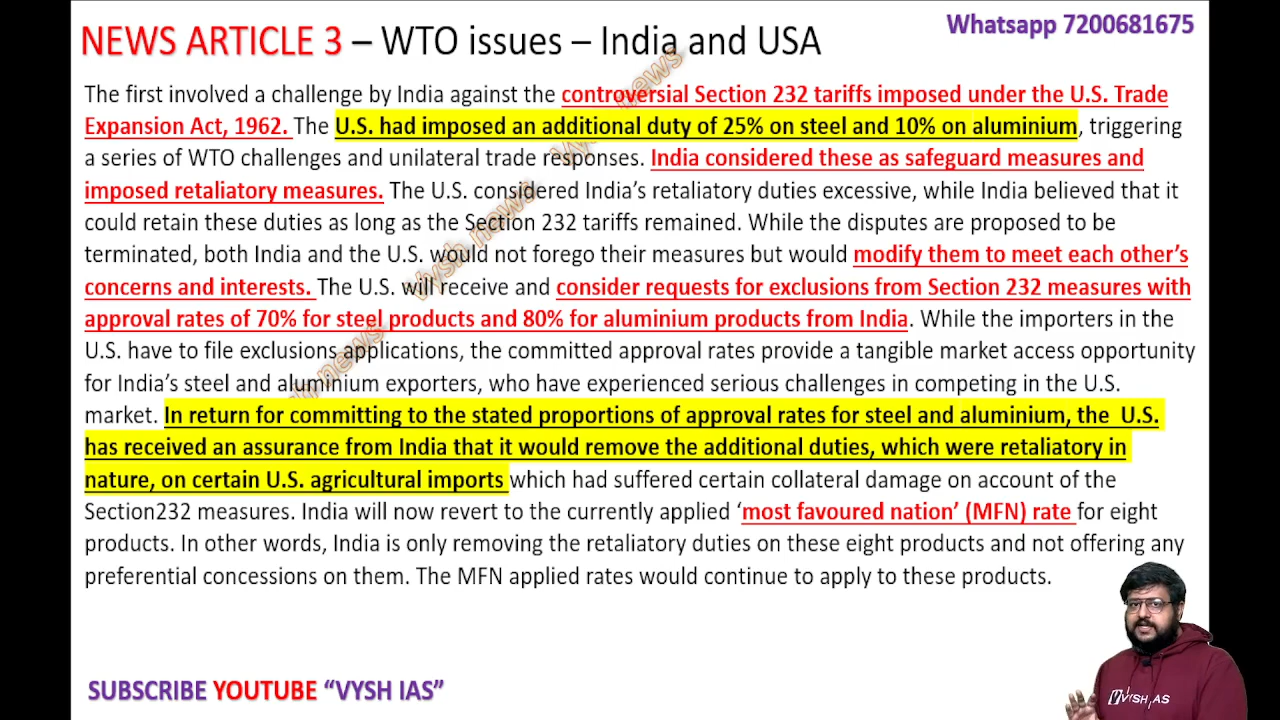 Whatsapp 7200681675
NEWS ARTICLE 3 – WTO issues – India and USA
The first involved a challenge by India against the controversial Section 232 tariffs imposed under the U.S. Trade
Expansion Act, 1962. The U.S. had imposed an additional duty of 25% on steel and 10% on aluminium, triggering
a series of WTO challenges and unilateral trade responses. India considered these as safeguard measures and
imposed retaliatory measures. The U.S. considered India's retaliatory duties excessive, while India believed that it
could retain these duties as long as the Section 232 tariffs remained. While the disputes are proposed to be
terminated, both India and the U.S. would not forego their measures but would modify them to meet each other's
concerns and interests. The U.S. will receive and consider requests for exclusions from Section 232 measures with
approval rates of 70% for steel products and 80% for aluminium products from India. While the importers in the
U.S. have to file exclusions applications, the committed approval rates provide a tangible market access opportunity
for India's steel and aluminium exporters, who have experienced serious challenges in competing in the U.S.
market. In return for committing to the stated proportions of approval rates for steel and aluminium, the U.S.
has received an assurance from India that it would remove the additional duties, which were retaliatory in
nature, on certain U.S. agricultural imports which had suffered certain collateral damage on account of the
Section232 measures. India will now revert to the currently applied 'most favoured nation' (MFN) rate for eight
products. In other words, India is only removing the retaliatory duties on these eight products and not offering any
preferential concessions on them. The MFN applied rates would continue to apply to these products.
SUBSCRIBE YOUTUBE “VYSH IAS”
VYSH IAS